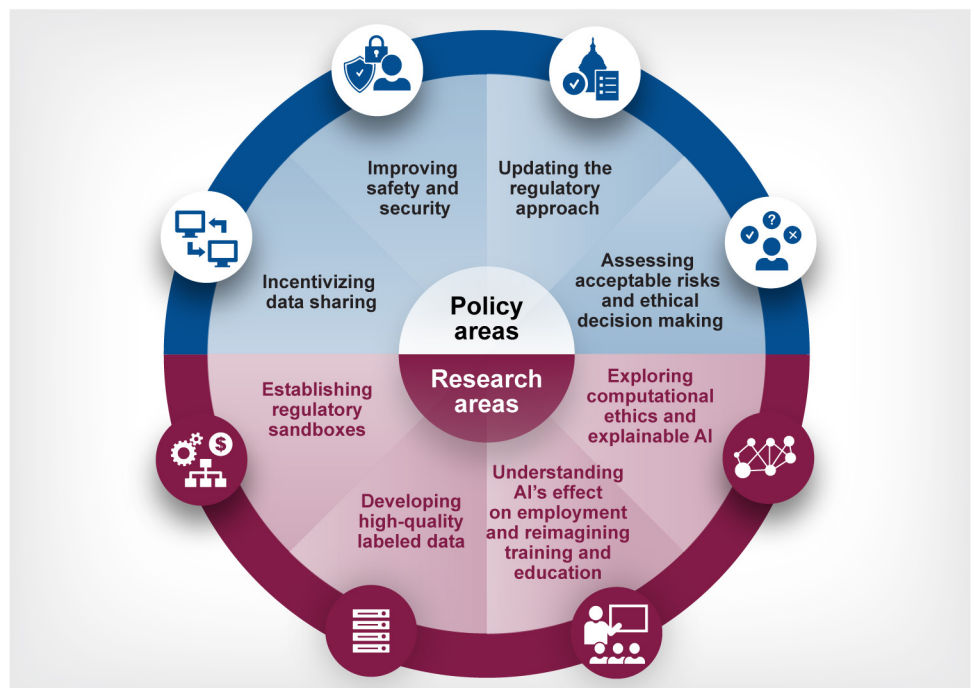 Improving
safety and
security
Updating the
regulatory
approach
Incentivizing
data sharing
Assessing
acceptable risks
and ethical
decision making
Policy
areas
Research
areas
Establishing
regulatory
sandboxes
Exploring
computational
ethics and
explainable AI
Developing
high-quality
labeled data
Understanding
AI's effect
on employment
and reimagining
training and
education
?
$